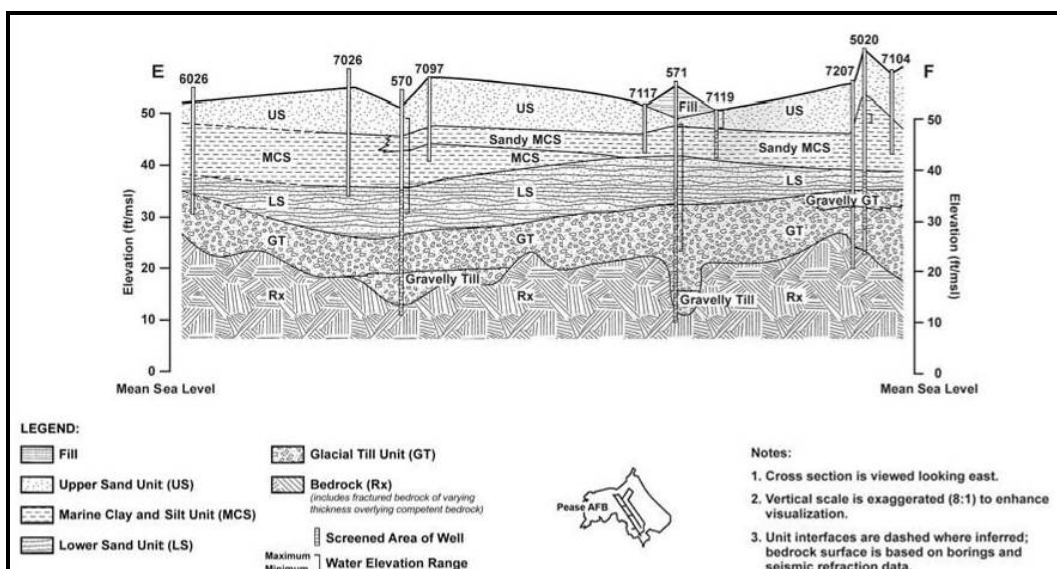 5020
7026
7104
E
F
6026
570
7097
571
7207
7117
7119
50
US
US
Fill
US
50
Sandy MCS
Sandy MCS
MCS
MCS
40
40
LS
LS
LS
Gravelly GT
30
30
GT
GT
GT
20
20
Gravelly Till
Gravelly Till
Rx
Rx
Rx
10
10
0
0
Elevation (ft/msl)
Elevation (ft/msl)
Mean Sea Level
Mean Sea Level
LEGEND:
Fill
Upper Sand Unit (US)
Marine Clay and Silt Unit (MCS)
Lower Sand Unit (LS)
Glacial Till Unit (GT)
Bedrock (Rx)
(includes fractured bedrock of varying
thickness overlying competent bedrock)
Screened Area of Well
Maximum
Minimum
Water Elevation Range
Pease AFB
Notes:
1. Cross section is viewed looking east.
2. Vertical scale is exaggerated (8:1) to enhance
visualization.
3. Unit interfaces are dashed where inferred;
bedrock surface is based on borings and
seismic refraction data.